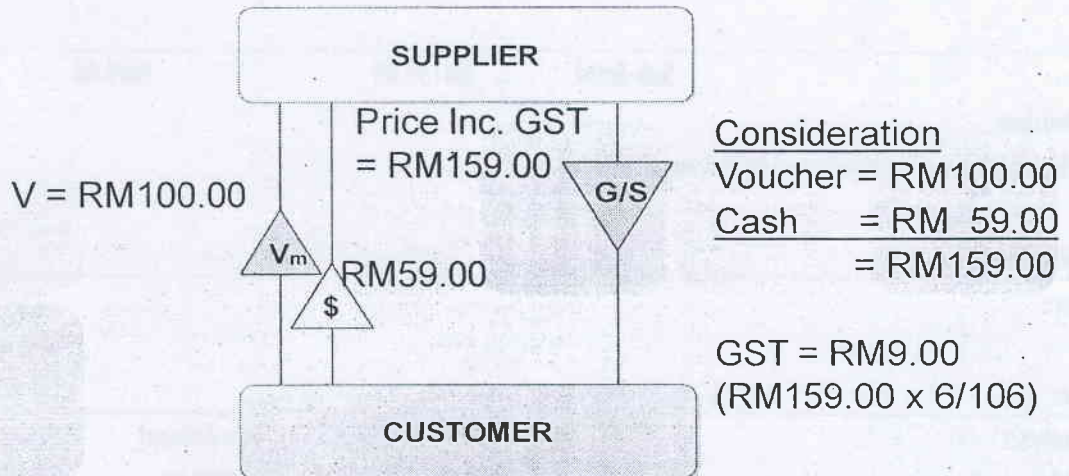 SUPPLIER
Price Inc. GST
= RM159.00
V = RM100.00
G/S
Vm
RM59.00
$
CUSTOMER
Consideration
Voucher = RM100.00
Cash = RM 59.00
= RM159.00
GST = RM9.00
(RM159.00 x 6/106)